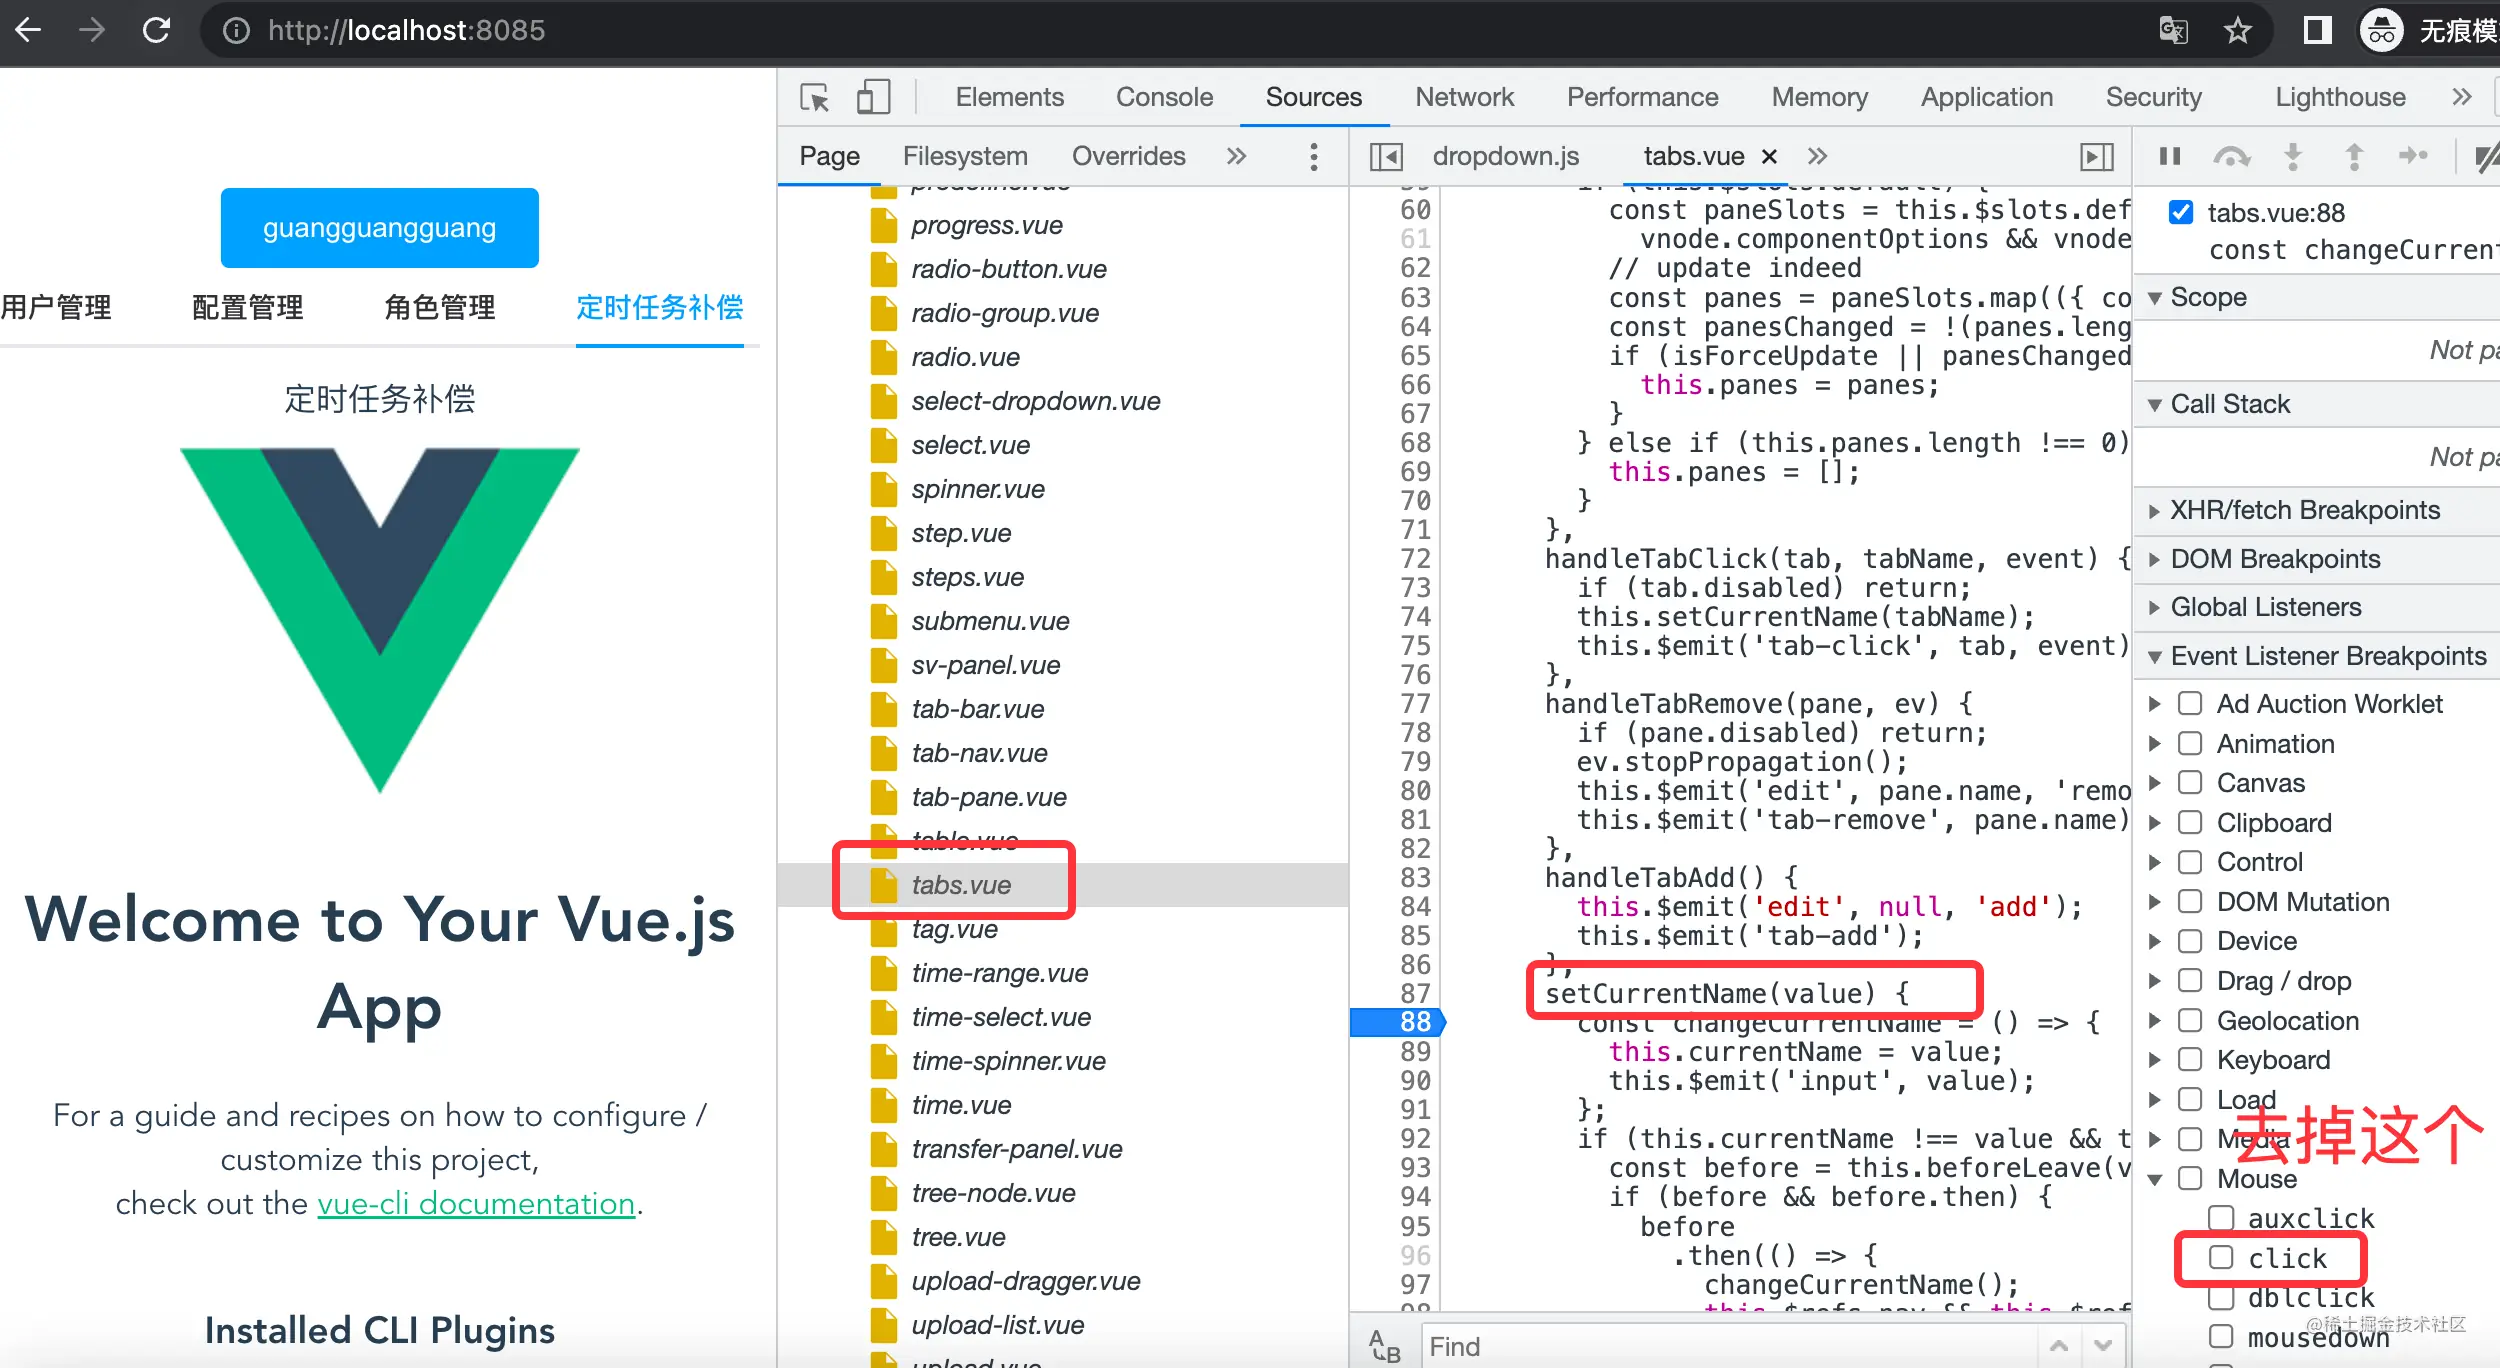 http://localhost:8085
无痕模
Elements Console Sources Network Performance Memory Application Security Lighthouse
Page Filesystem Overrides
dropdown.js tabs.vue
guangguangguang
用户管理 配置管理 角色管理 定时任务补偿
定时任务补偿
Welcome to Your Vue.js
App
For a guide and recipes on how to configure /
customize this project,
check out the vue-cli documentation.
Installed CLI Plugins
progress.vue
radio-button.vue
radio-group.vue
radio.vue
select-dropdown.vue
select.vue
spinner.vue
step.vue
steps.vue
submenu.vue
sv-panel.vue
tab-bar.vue
tab-nav.vue
tab-pane.vue
table.vue
tabs.vue
tag.vue
time-range.vue
time-select.vue
time-spinner.vue
time.vue
transfer-panel.vue
tree-node.vue
tree.vue
upload-dragger.vue
upload-list.vue
upload.vue
60 const paneSlots = this.$slots.def
61 vnode.componentOptions && vnode
62 // update indeed
63 const panes = paneSlots.map(({ co
64 const panesChanged = !(panes.leng
65 if (isForceUpdate || panesChanged
66 this.panes = panes;
67 }
68 } else if (this.panes.length !== 0)
69 this.panes = [];
70 }
71 },
72 handleTabClick(tab, tabName, event) {
73 if (tab.disabled) return;
74 this.setCurrentName(tabName);
75 this.$emit('tab-click', tab, event)
76 },
77 handleTabRemove(pane, ev) {
78 if (pane.disabled) return;
79 ev.stopPropagation();
80 this.$emit('edit', pane.name, 'remo
81 this.$emit('tab-remove', pane.name)
82 },
83 handleTabAdd() {
84 this.$emit('edit', null, 'add');
85 this.$emit('tab-add');
86 },
87 setCurrentName(value) {
88 const changeCurrentName = () => {
89 this.currentName = value;
90 this.$emit('input', value);
91 };
92 if (this.currentName !== value && t
93 const before = this.beforeLeave(v
94 if (before && before.then) {
95 before
96 .then(() => {
97 changeCurrentName();
Find
tabs.vue:88
const changeCurrent
Scope
Not pa
Call Stack
Not pa
XHR/fetch Breakpoints
DOM Breakpoints
Global Listeners
Event Listener Breakpoints
Ad Auction Worklet
Animation
Canvas
Clipboard
Control
DOM Mutation
Device
Drag / drop
Geolocation
Keyboard
Load
去掉这个
Media
Mouse
auxclick
click
dblclick
mousedown
@稀土掘金技术社区